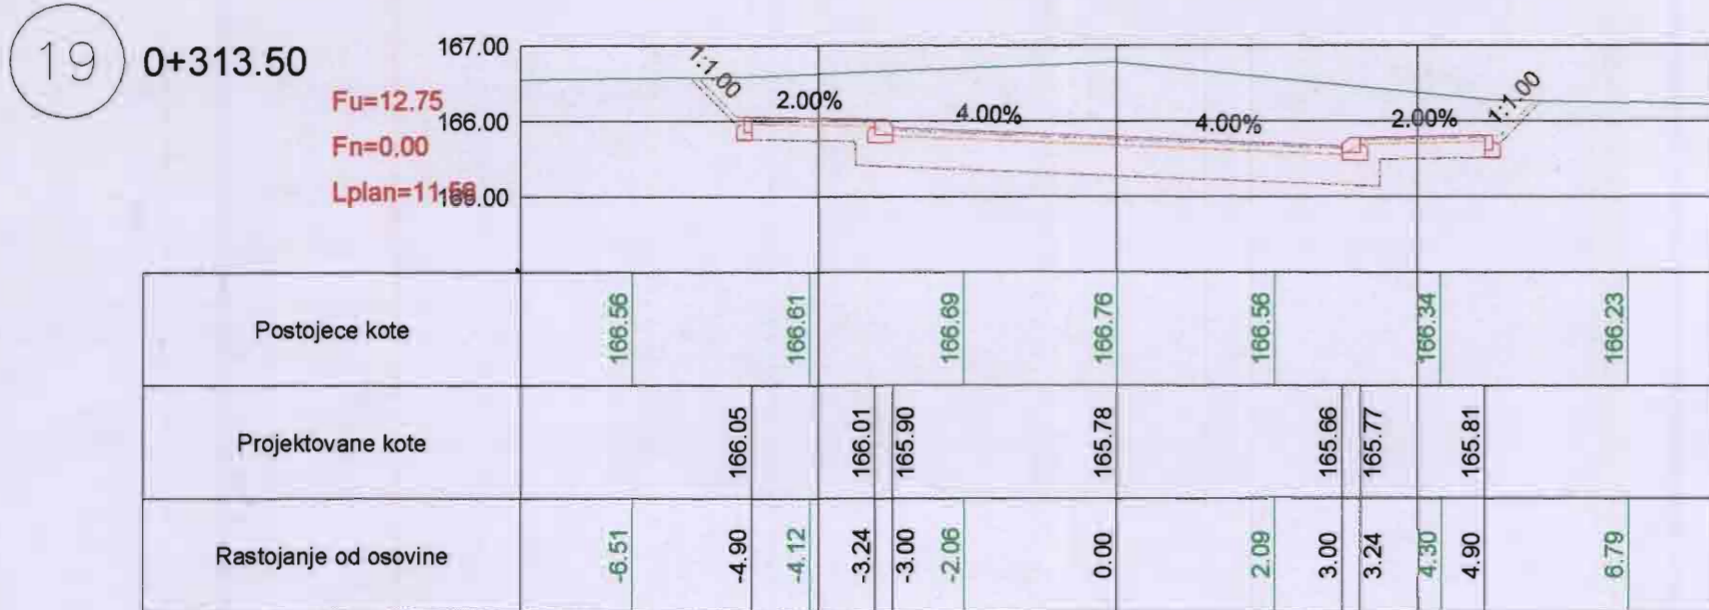 19 0+313.50
167.00
1:1.00
Fu=12.75
2.00%
4.00%
4.00%
2.00%
1:1.00
166.00
Fn=0.00
Lplan=11.58
165.00
Postojece kote 166.56 166.61 166.69 166.76 166.56 166.34 166.23
Projektovane kote 166.05 166.01 165.90 165.78 165.66 165.77 165.81
Rastojanje od osovine -6.51 -4.90 -4.12 -3.24 -3.00 -2.06 0.00 2.09 3.00 3.24 4.30 4.90 6.79